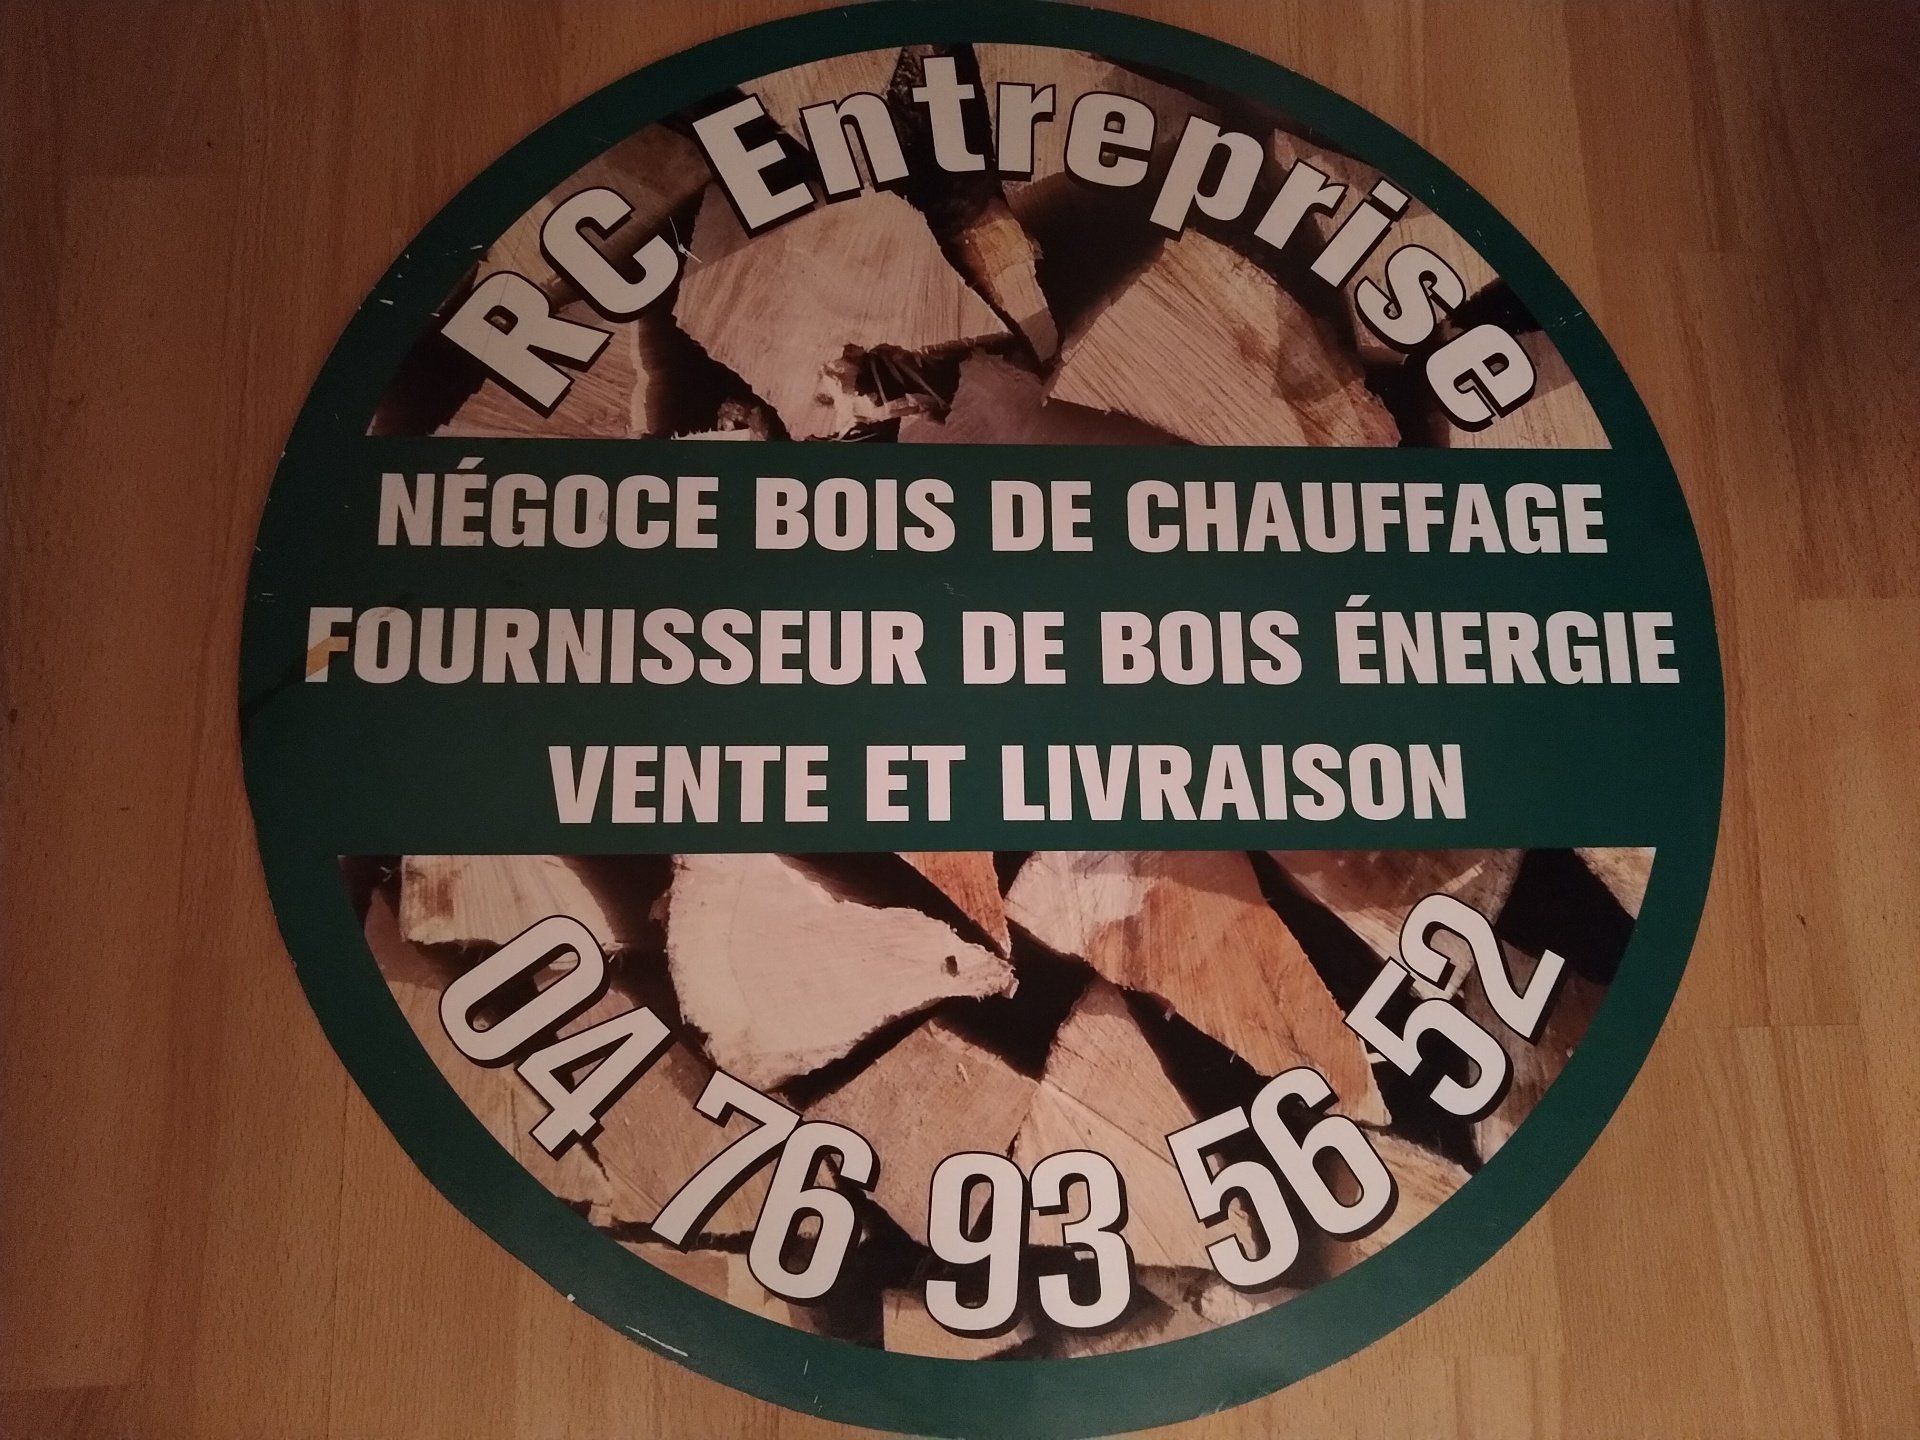 RC Entreprise
NÉGOCE BOIS DE CHAUFFAGE
FOURNISSEUR DE BOIS ÉNERGIE
VENTE ET LIVRAISON
04 76 93 56 52